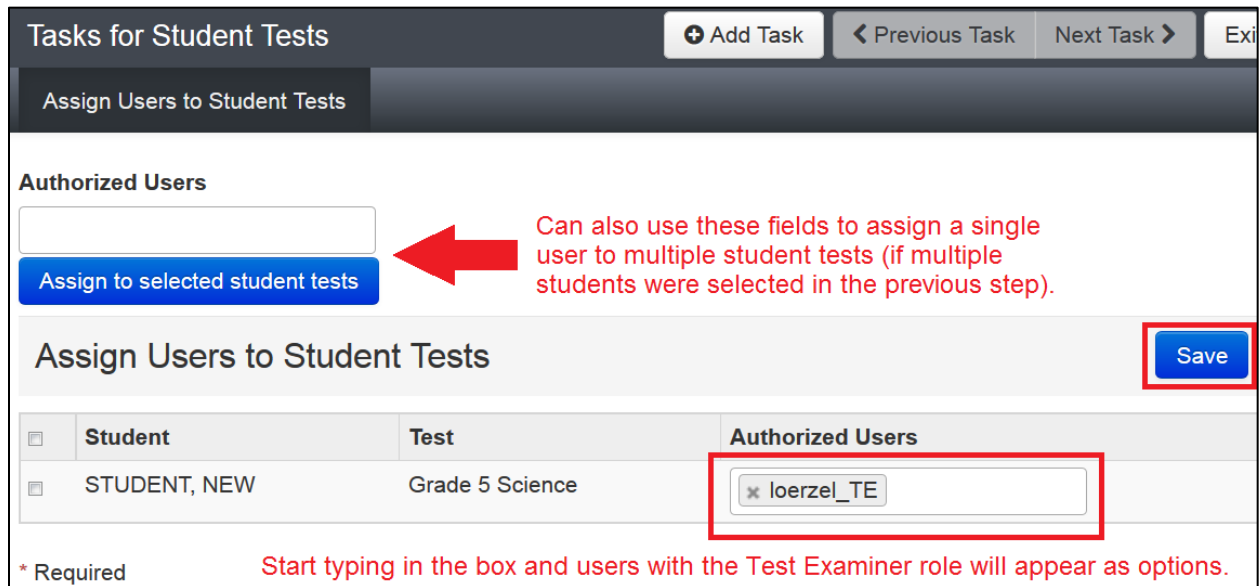 Tasks for Student Tests
Add Task
Previous Task
Next Task
Exi
Assign Users to Student Tests
Authorized Users
Can also use these fields to assign a single
user to multiple student tests (if multiple
students were selected in the previous step).
Assign to selected student tests
Assign Users to Student Tests
Save
Student Test Authorized Users
STUDENT, NEW Grade 5 Science loerzel_TE
* Required
Start typing in the box and users with the Test Examiner role will appear as options.